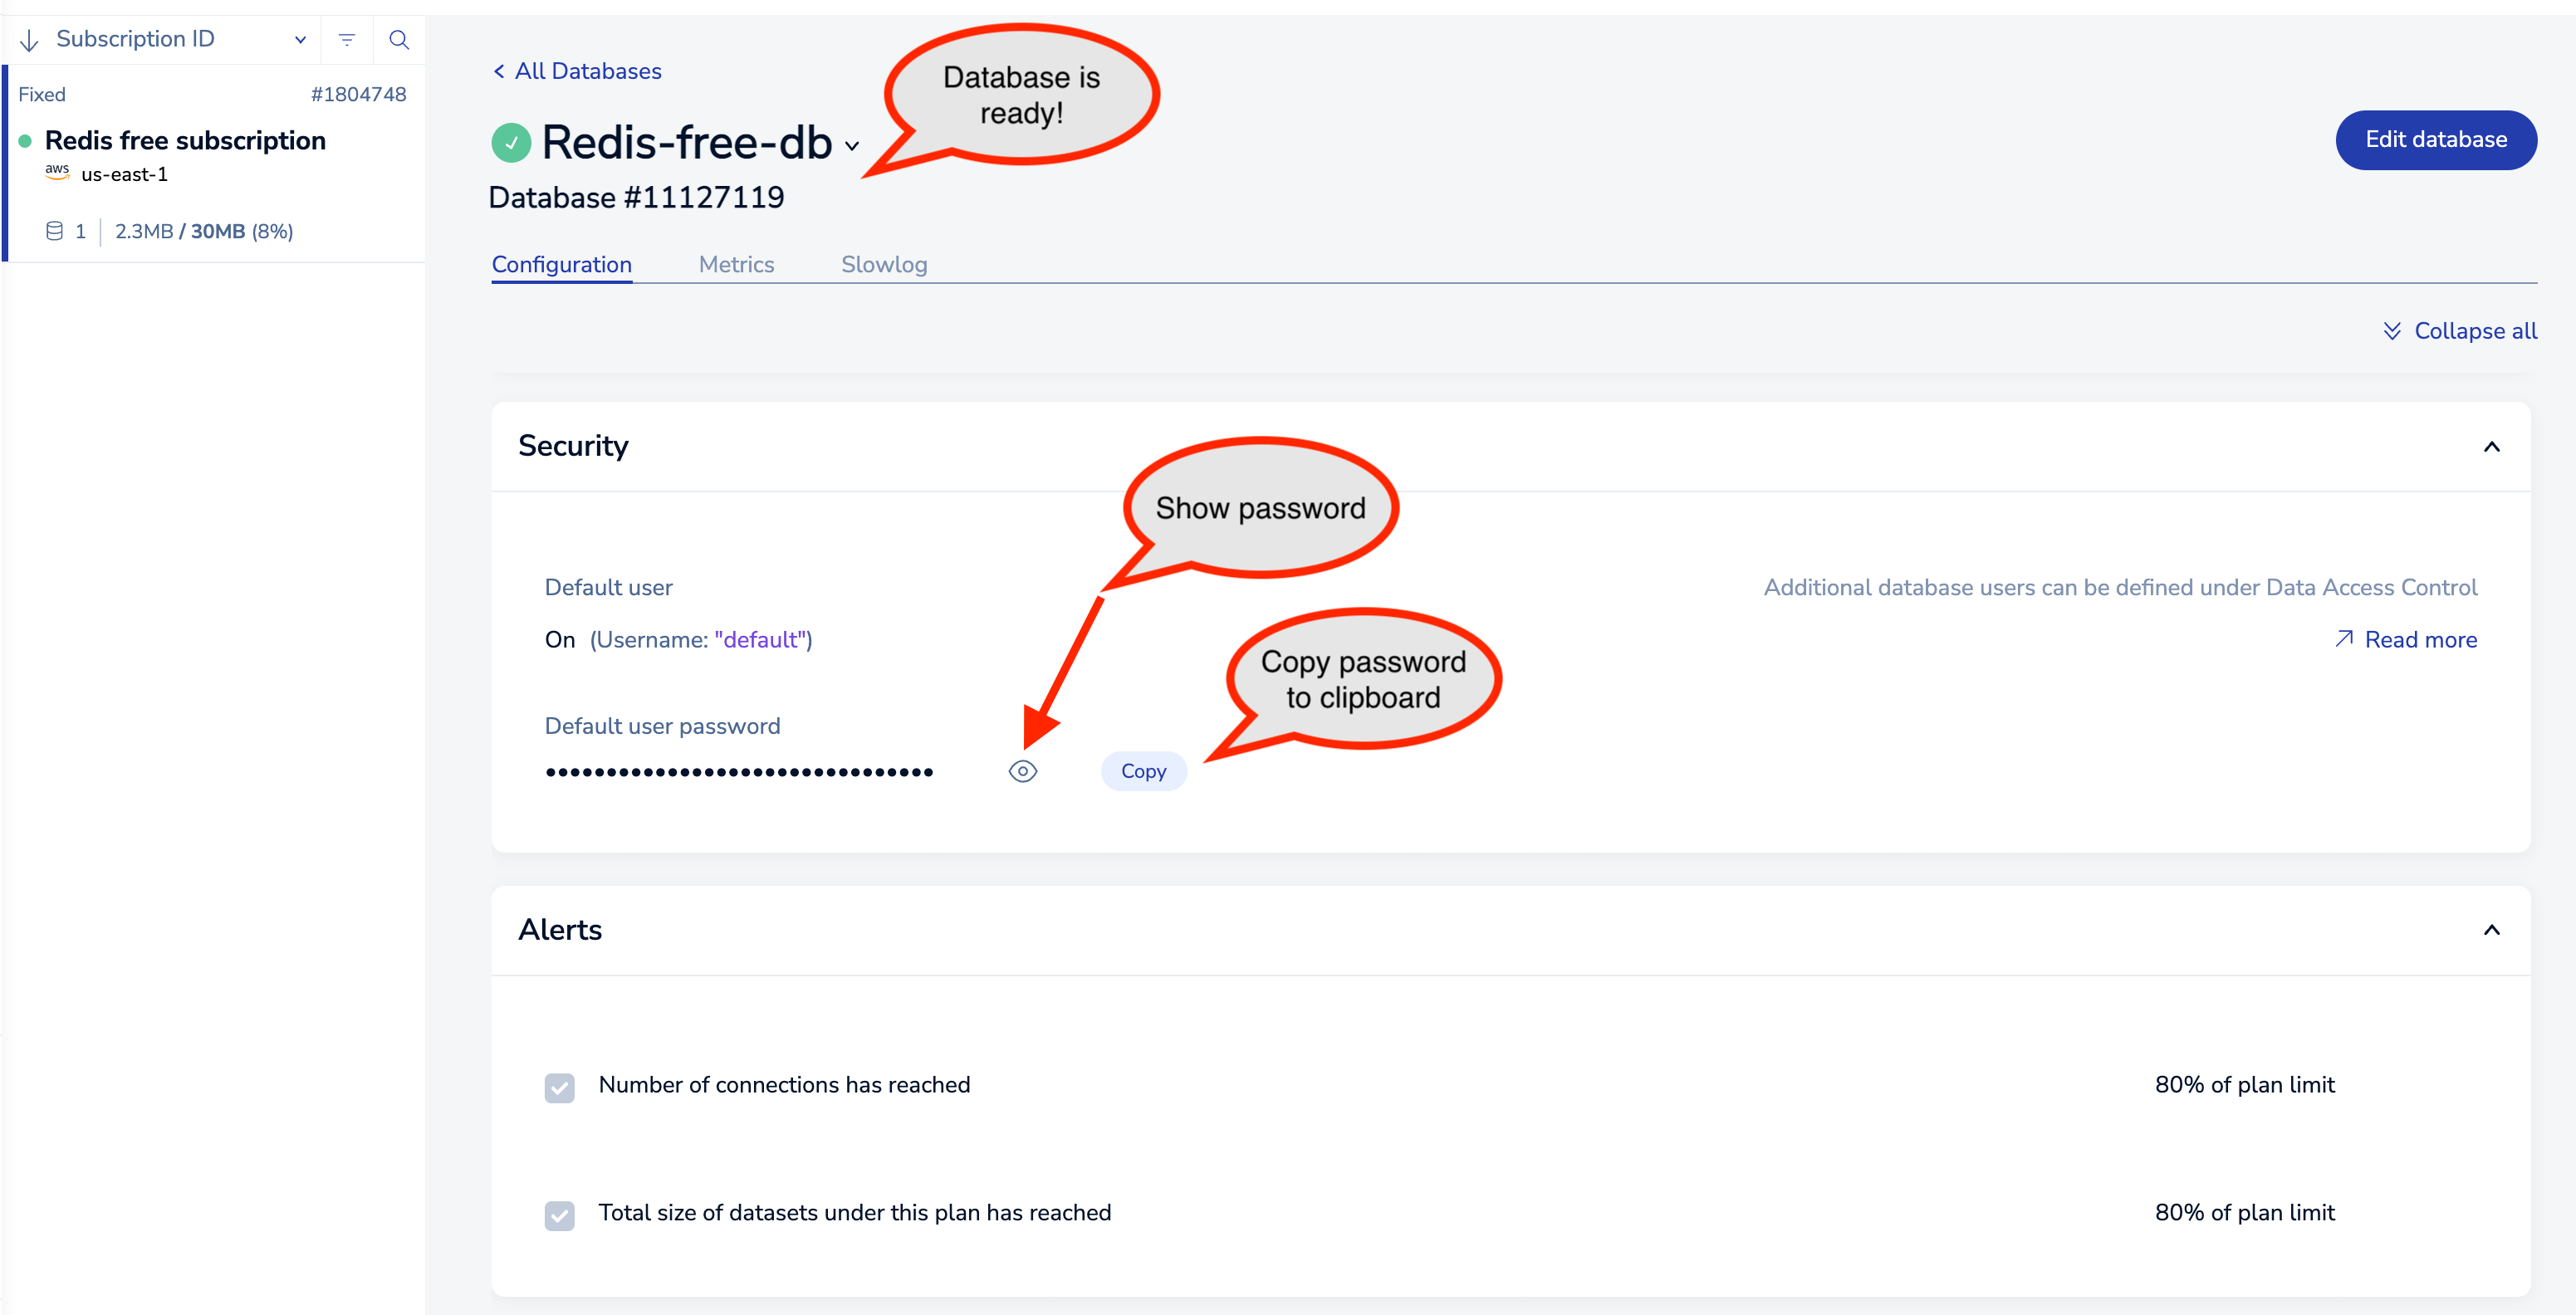 Subscription ID
Fixed #1804748
Redis free subscription
aws us-east-1
1 2.3MB / 30MB (8%)
All Databases
Database is
ready!
Redis-free-db
Database #11127119
Edit database
Configuration Metrics Slowlog
Collapse all
Security
Show password
Default user
Additional database users can be defined under Data Access Control
On (Username: "default")
Read more
Copy password
to clipboard
Default user password
••••••••••••••••••••••••••••••••
Copy
Alerts
Number of connections has reached 80% of plan limit
Total size of datasets under this plan has reached 80% of plan limit